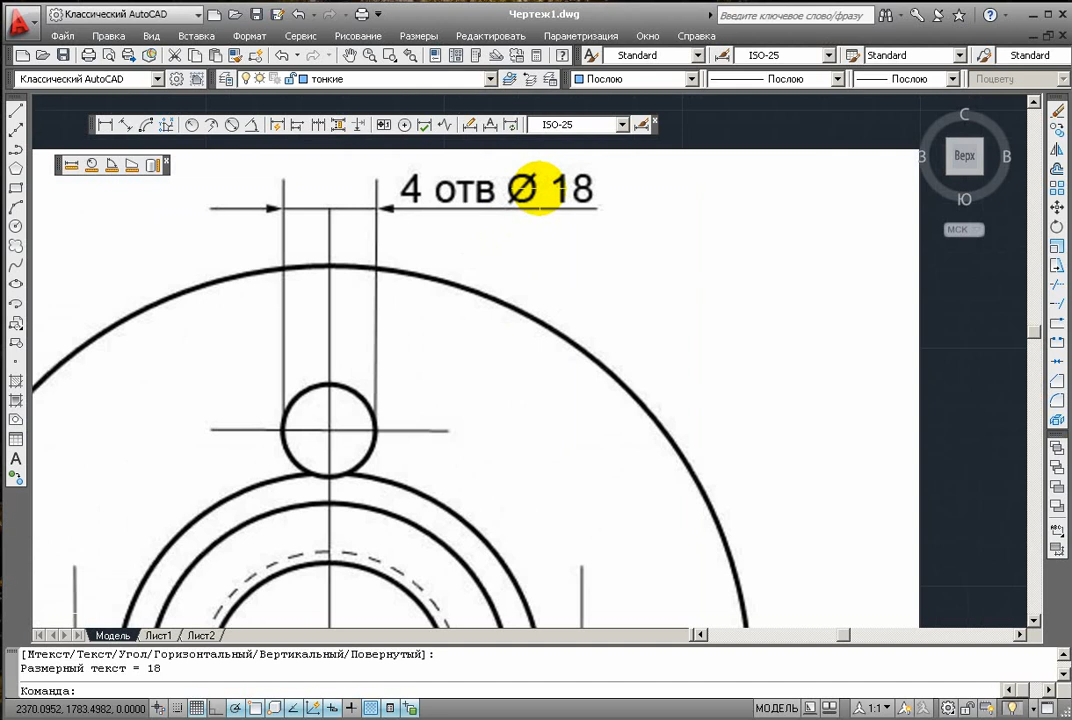 Классический AutoCAD
Чертеж1.dwg
Введите ключевое слово/фразу
Файл Правка Вид Вставка Формат Сервис Рисование Размеры Редактировать Параметризация Окно Справка
Standard ISO-25 Standard Standard
Классический AutoCAD тонкие Послою Послою Послою Поцвету
ISO-25
4 отв Ø 18
С
З Верх В
Ю
МСК
Модель Лист1 Лист2
[Мтекст/Текст/Угол/Горизонтальный/Вертикальный/Повернутый]:
Размерный текст = 18
Команда:
2370.0952, 1783.4982, 0.0000 МОДЕЛЬ 1:1